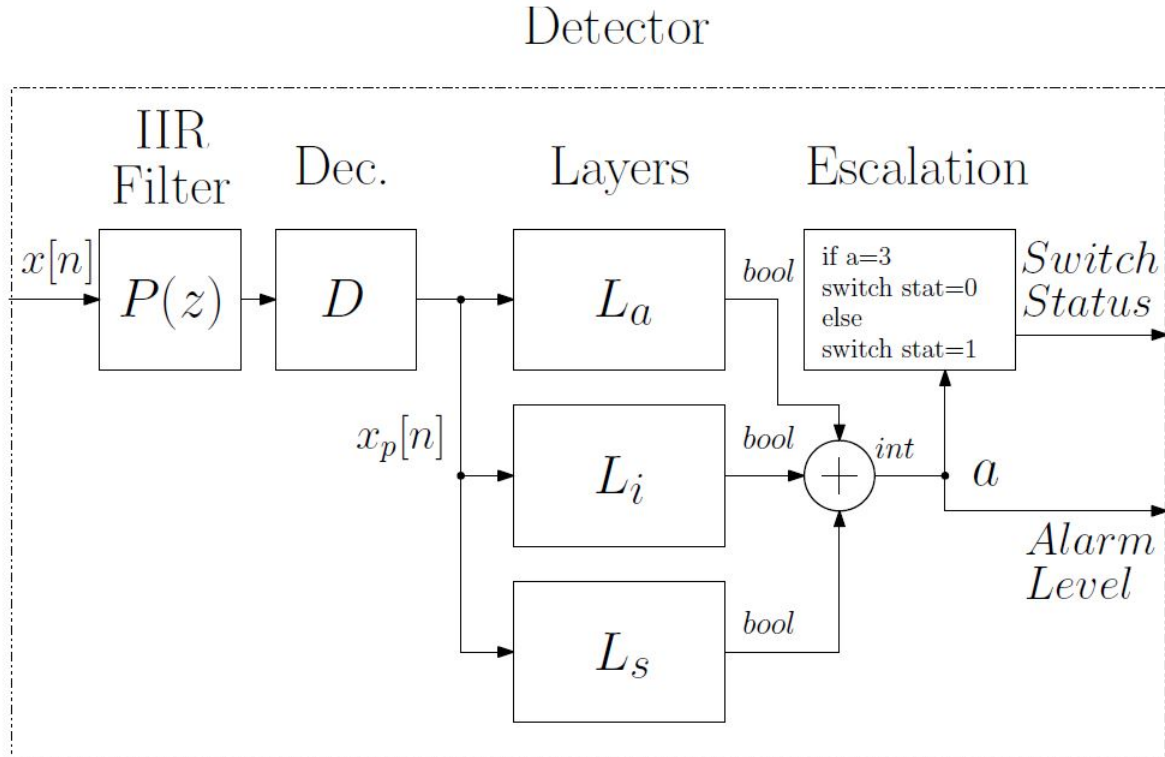 Detector
IIR
Filter
Dec.
Layers
Escalation
x[n]
P(z)
D
L_a
bool
if a=3
switch stat=0
else
switch stat=1
Switch
Status
x_p[n]
L_i
bool
+
int
a
Alarm
Level
L_s
bool